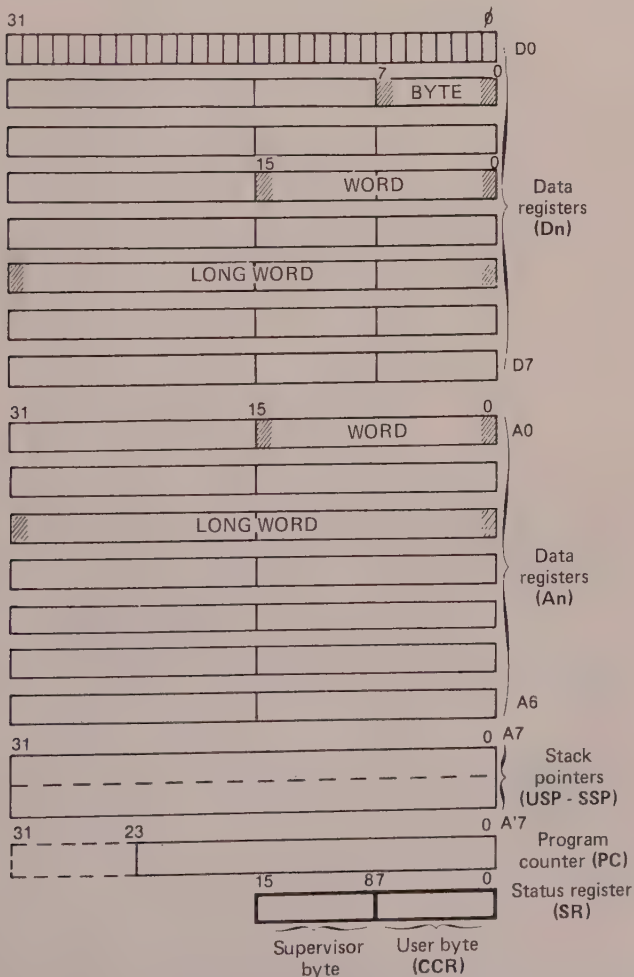 31 0
D0
7 0
BYTE
15 0
WORD
Data
registers
(Dn)
LONG WORD
D7
31 15 0
WORD A0
LONG WORD
Data
registers
(An)
A6
31 0 A7
Stack
pointers
(USP - SSP)
31 23 0 A'7
Program
counter (PC)
15 87 0
Status register
(SR)
Supervisor
byte
User byte
(CCR)